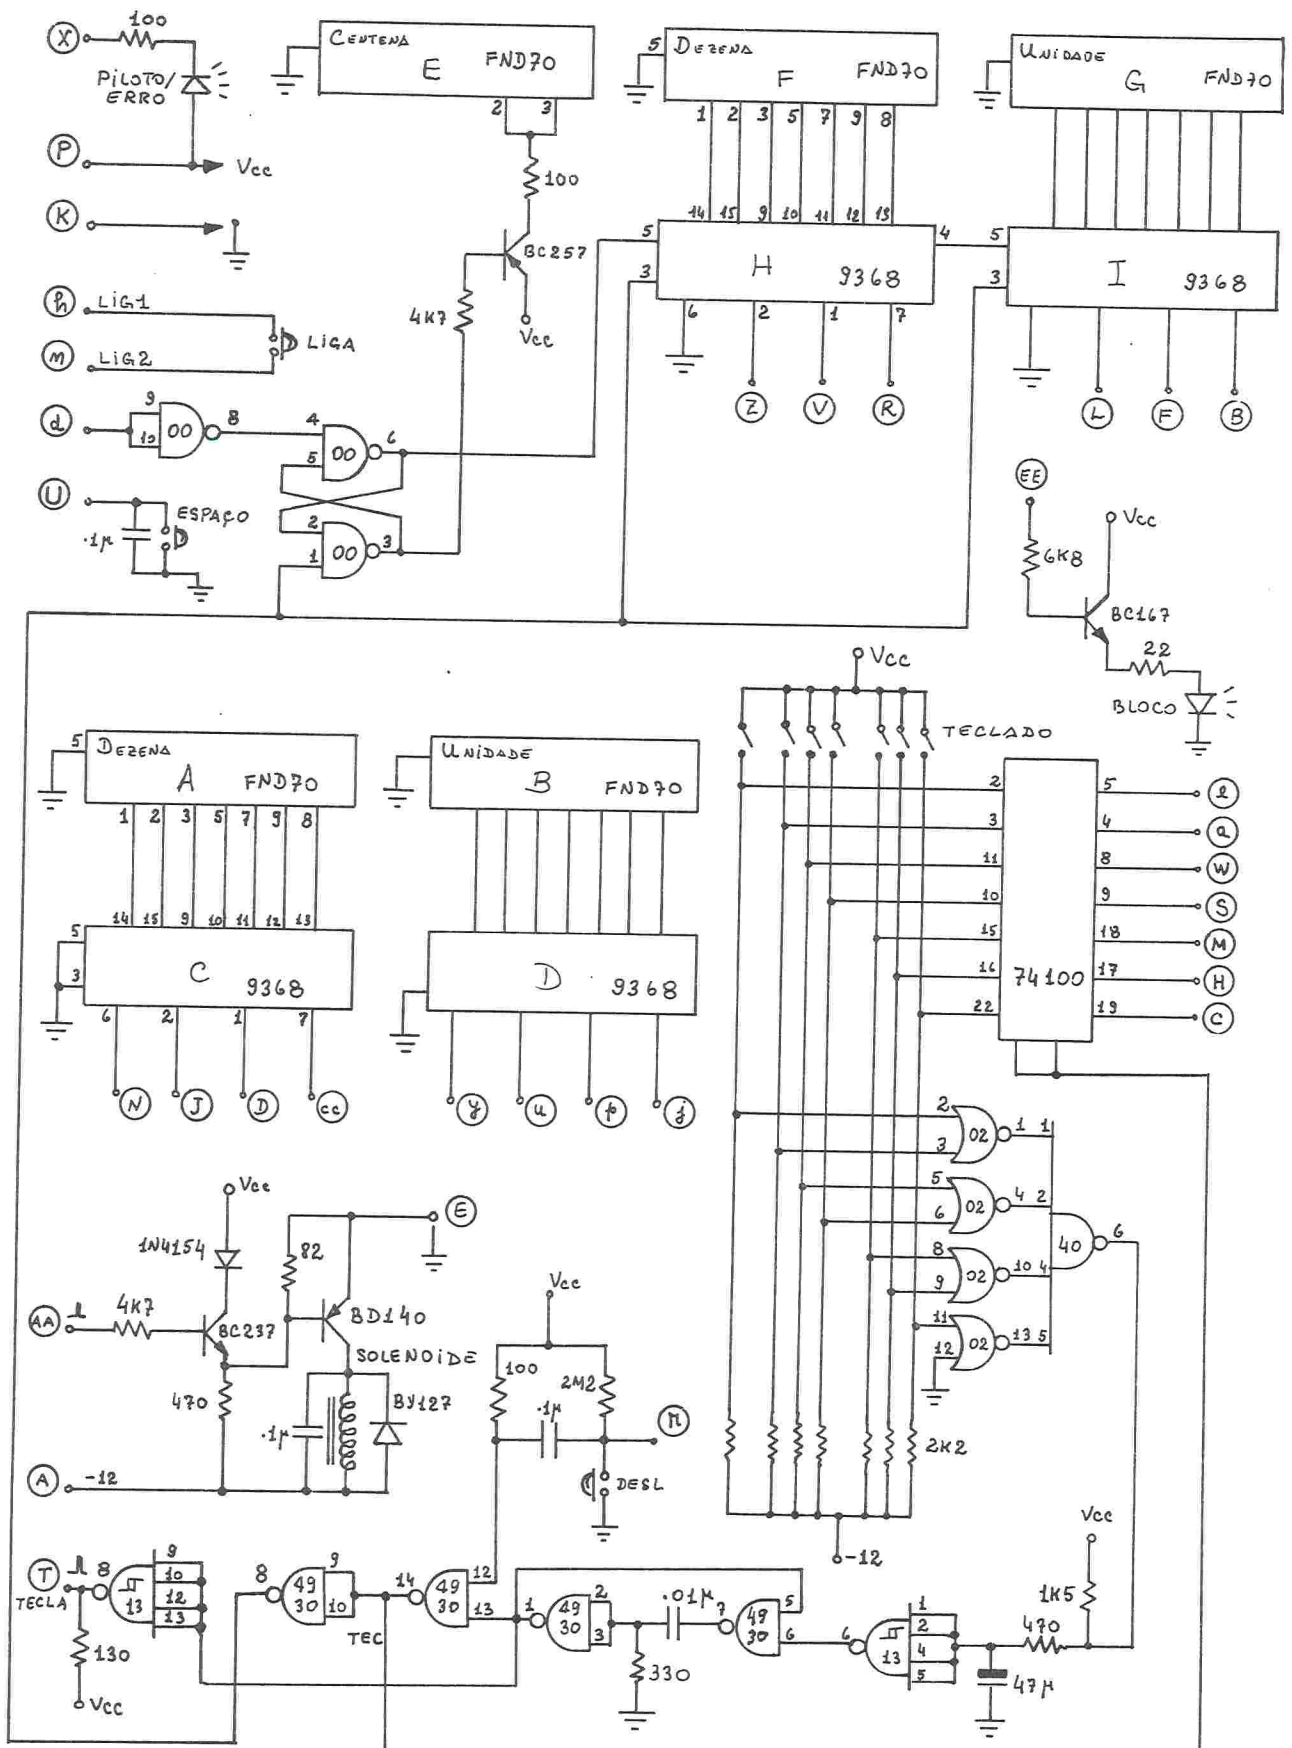 X 100
PILOTO/
ERRO
P Vcc
K
h LIG1
m LIG2
LIGA
CENTENA
E FND70
2 3
100
BC257
4K7
Vcc
5 DEZENA
F FND70
1 2 3 5 7 9 8
14 15 9 10 11 12 13
5
3
H 9368
4
6 2 1 7
Z V R
UNIDADE
G FND70
5
3
I 9368
L F B
d 9
10
00
8
4
5
00
6
2
1
00
3
U
.1µ
ESPAÇO
EE
6K8
Vcc
BC167
22
BLOCO
5 DEZENA
A FND70
1 2 3 5 7 9 8
14 15 9 10 11 12 13
5
3
C 9368
6 2 1 7
N J D cc
UNIDADE
B FND70
D 9368
y u p j
Vcc
TECLADO
2 5 l
3 4 a
11 8 W
10 9 S
15 18 M
16 74100 17 H
22 19 C
2
3
02 1 1
5
6
02 4 2
8
9
02 10 4
11
12
02 13 5
40 6
2K2
-12
Vcc
1N4154
AA 4K7
BC237
82
E
BD140
SOLENOIDE
470
.1µ
BY127
A -12
Vcc
100
2M2
.1µ
DESL
T
TECLA
8
13
9
10
12
13
130
Vcc
8
49
30
9
10
TEC
14
49
30
12
13
1
49
30
2
3
330
.01µ
7
49
30
5
6
6
13
1
2
4
5
470
1K5
Vcc
47µ